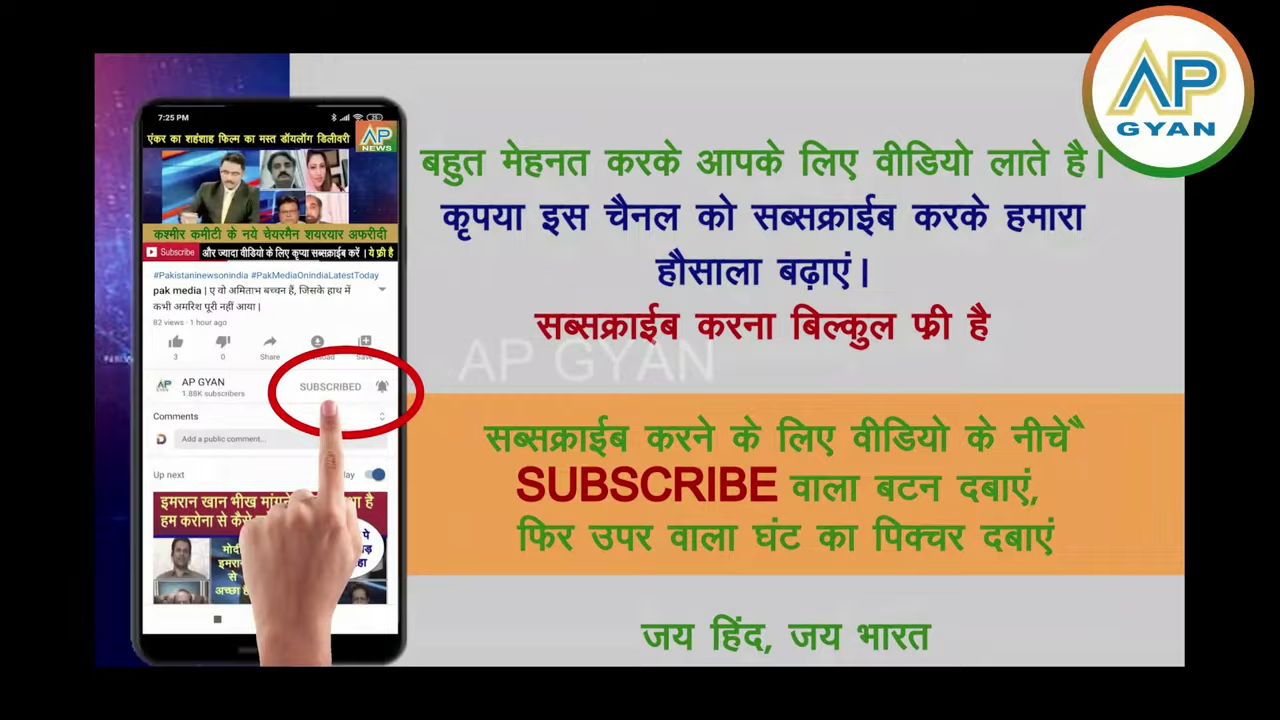 AP
GYAN
7:25 PM
एंकर का शहंशाह फिल्म का मस्त डॉयलॉग डिलीवरी
AP
NEWS
कश्मीर कमीटी के नये चेयरमैन शयरयार अफरीदी
Subscribe और ज्यादा वीडियो के लिए कृप्या सब्सक्राईब करें । ये फ्री है
#Pakistaninewsonindia #PakMediaOnindiaLatestToday
pak media | ए वो अमिताभ बच्चन हैं, जिसके हाथ में
कभी अमरिश पूरी नहीं आया |
82 views · 1 hour ago
3 0 Share Save
AP GYAN
1.88K subscribers
SUBSCRIBED
Comments
Add a public comment...
Up next
इमरान खान भीख मांगने है
हम करोना से कैसे
मोदी
से
अच्छा
बहुत मेहनत करके आपके लिए वीडियो लाते है।
कृपया इस चैनल को सब्सक्राईब करके हमारा
हौसाला बढ़ाएं।
सब्सक्राईब करना बिल्कुल फ्री है
AP GYAN
सब्सक्राईब करने के लिए वीडियो के नीचे"
SUBSCRIBE वाला बटन दबाएं,
फिर उपर वाला घंट का पिक्चर दबाएं
जय हिंद, जय भारत